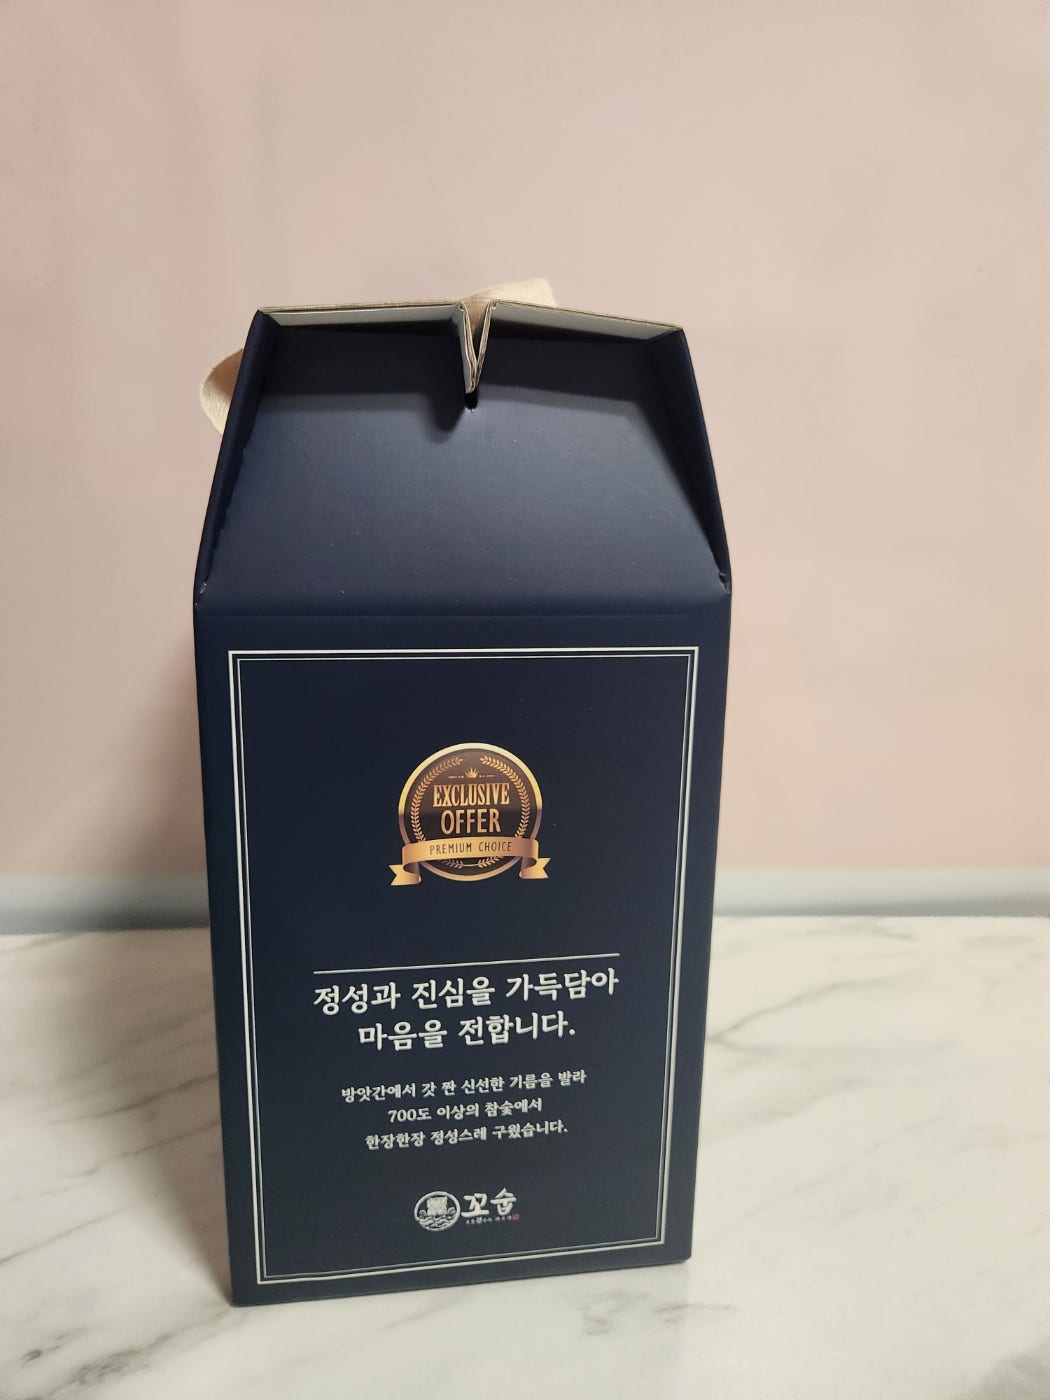 EXCLUSIVE
OFFER
PREMIUM CHOICE
정성과 진심을 가득담아
마음을 전합니다.
방앗간에서 갓 짠 신선한 기름을 발라
700도 이상의 참숯에서
한장한장 정성스레 구웠습니다.
꼬숩